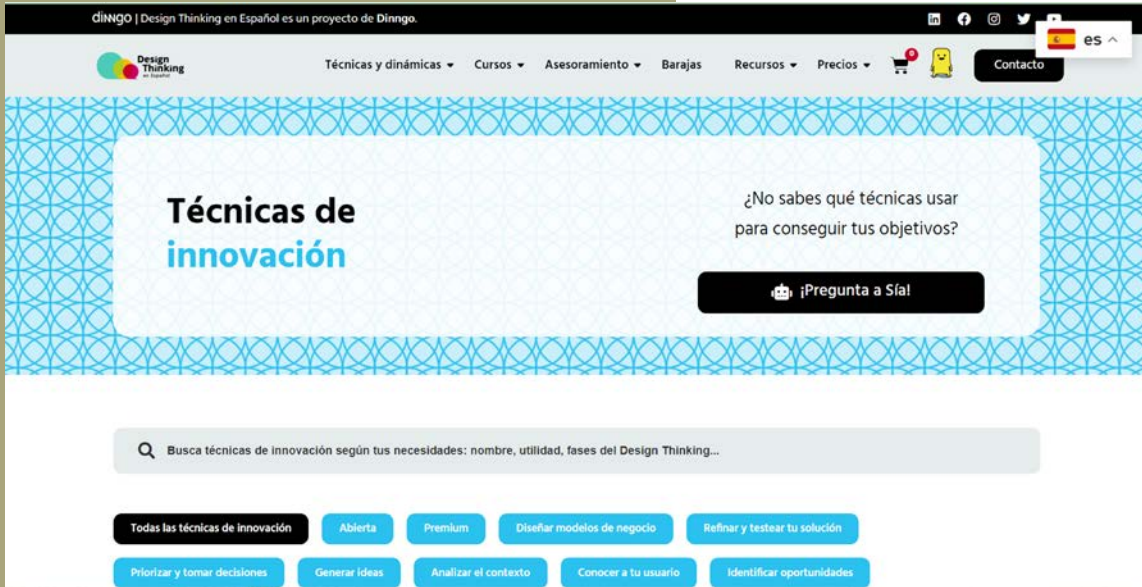 dinngo | Design Thinking en Español es un proyecto de Dinngo.
es
Design
Thinking
en Español
Técnicas y dinámicas
Cursos
Asesoramiento
Barajas
Recursos
Precios
0
Contacto
Técnicas de
innovación
¿No sabes qué técnicas usar
para conseguir tus objetivos?
¡Pregunta a Sía!
Busca técnicas de innovación según tus necesidades: nombre, utilidad, fases del Design Thinking...
Todas las técnicas de innovación
Abierta
Premium
Diseñar modelos de negocio
Refinar y testear tu solución
Priorizar y tomar decisiones
Generar ideas
Analizar el contexto
Conocer a tu usuario
Identificar oportunidades